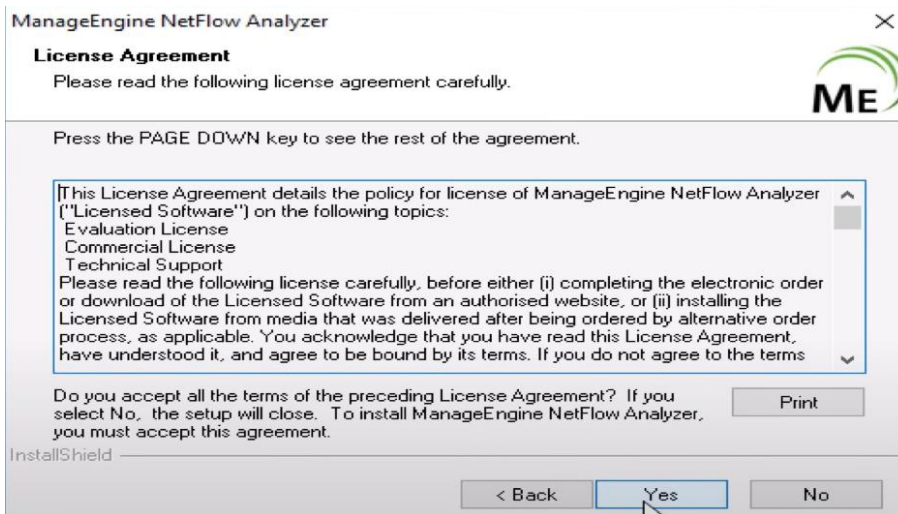 ManageEngine NetFlow Analyzer
License Agreement
Please read the following license agreement carefully.
ME
Press the PAGE DOWN key to see the rest of the agreement.
This License Agreement details the policy for license of ManageEngine NetFlow Analyzer
("Licensed Software") on the following topics:
Evaluation License
Commercial License
Technical Support
Please read the following license carefully, before either (i) completing the electronic order
or download of the Licensed Software from an authorised website, or (ii) installing the
Licensed Software from media that was delivered after being ordered by alternative order
process, as applicable. You acknowledge that you have read this License Agreement,
have understood it, and agree to be bound by its terms. If you do not agree to the terms
Do you accept all the terms of the preceding License Agreement? If you
select No, the setup will close. To install ManageEngine NetFlow Analyzer,
you must accept this agreement.
Print
InstallShield
< Back
Yes
No